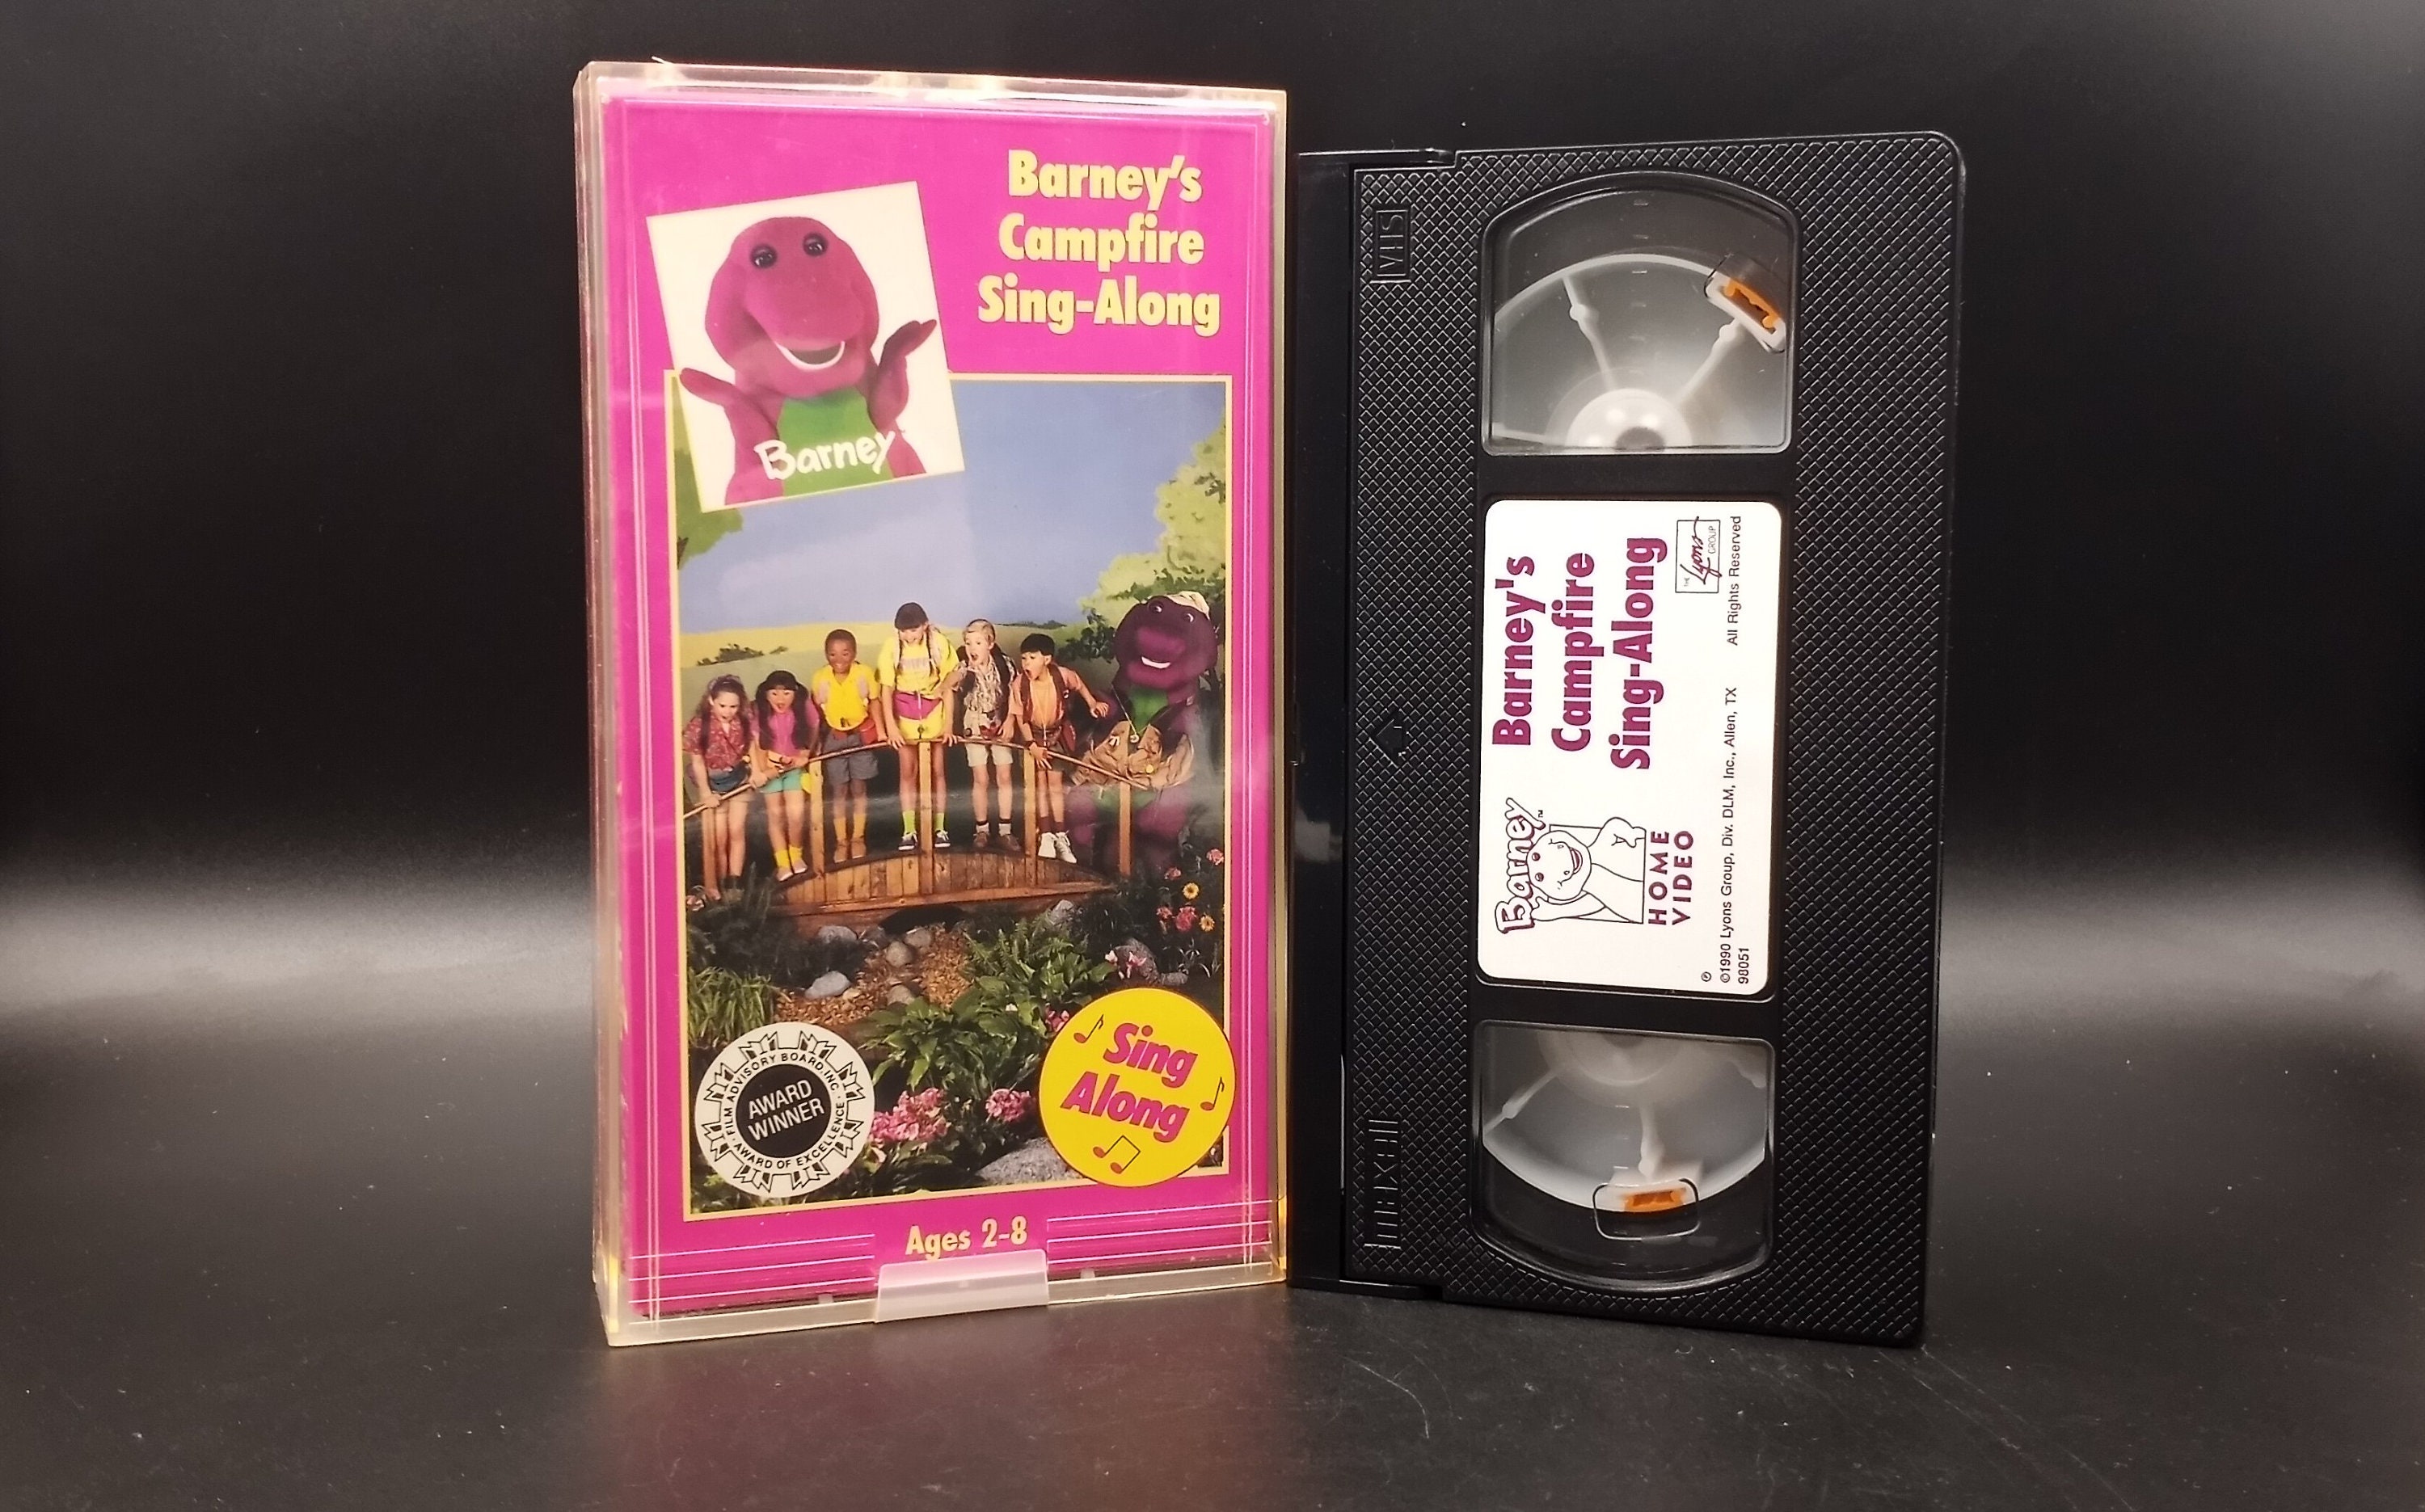 Barney's
Campfire
Sing-Along
Barney
FILM ADVISORY BOARD, INC
AWARD
WINNER
AWARD OF EXCELLENCE
Sing
Along
Ages 2-8
VHS
maxell
Barney's
Campfire
Sing-Along
THE
Lyons
GROUP
Barney™
HOME
VIDEO
©1990 Lyons Group, Div. DLM, Inc., Allen, TX All Rights Reserved
98051